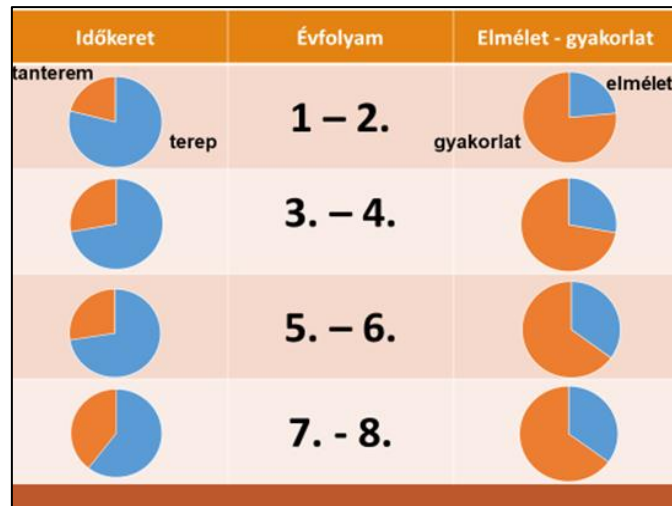 Időkeret Évfolyam Elmélet - gyakorlat
tanterem
terep
1 – 2.
elmélet
gyakorlat
3. – 4.
5. – 6.
7. - 8.